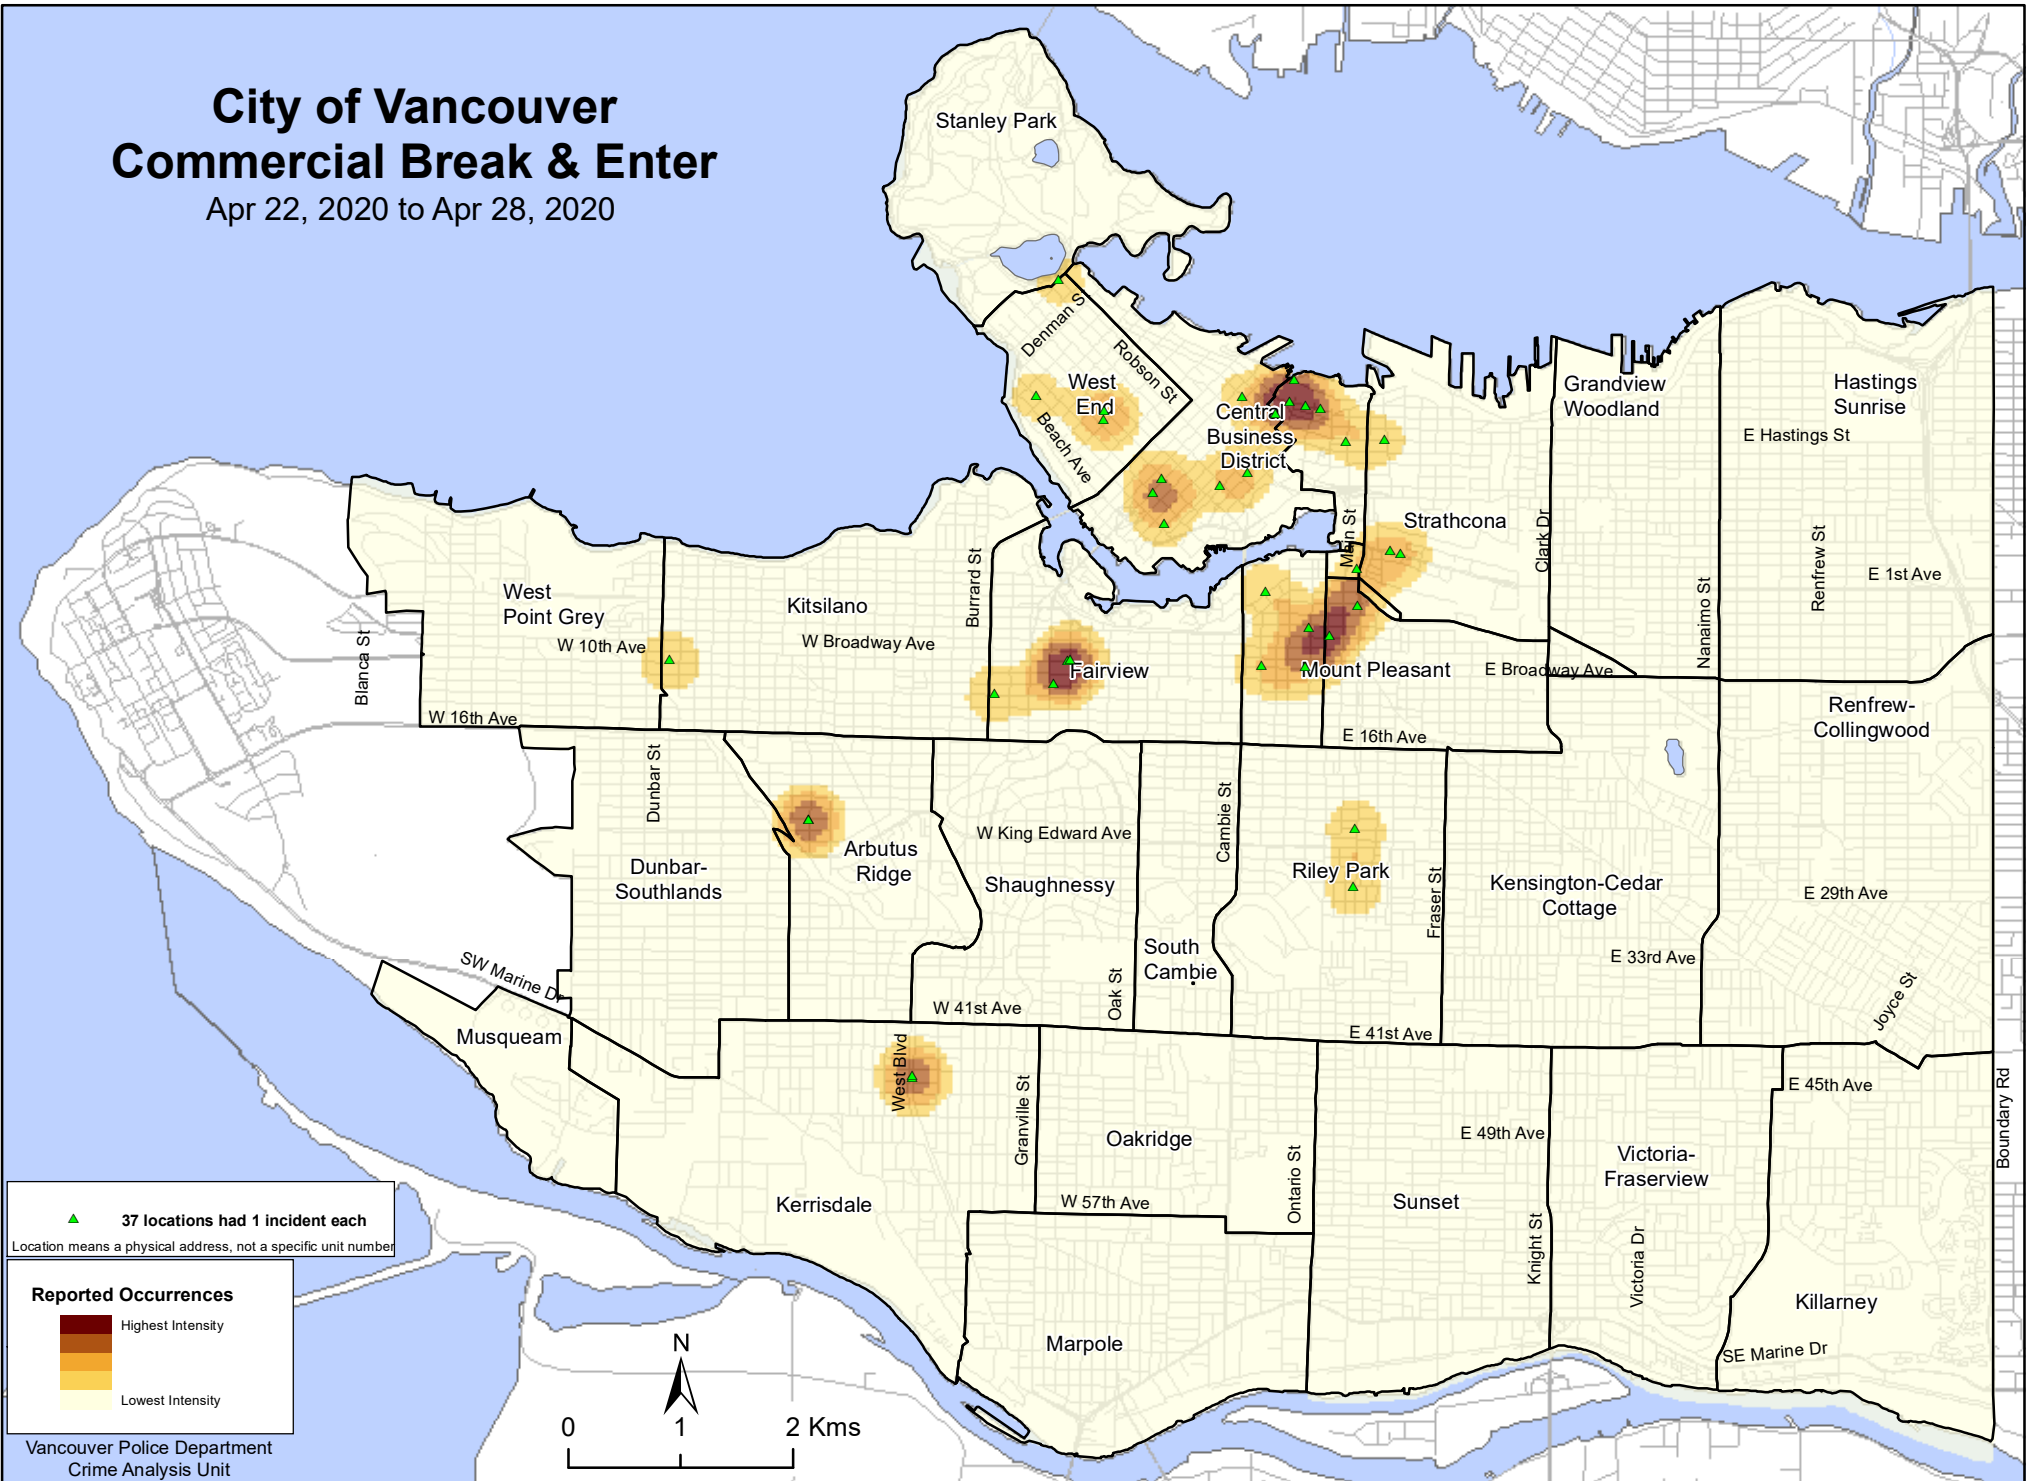 City of Vancouver
Commercial Break & Enter
Apr 22, 2020 to Apr 28, 2020
Stanley Park
Denman S
Robson St
West
End
Beach Ave
Central
Business
District
Grandview
Woodland
Hastings
Sunrise
E Hastings St
Strathcona
Main St
Clark Dr
Nanaimo St
Renfrew St
E 1st Ave
West
Point Grey
Kitsilano
Burrard St
W Broadway Ave
W 10th Ave
Blanca St
Fairview
Mount Pleasant
E Broadway Ave
W 16th Ave
E 16th Ave
Renfrew-
Collingwood
Dunbar St
Cambie St
W King Edward Ave
Arbutus
Ridge
Dunbar-
Southlands
Shaughnessy
Riley Park
Fraser St
Kensington-Cedar
Cottage
E 29th Ave
South
Cambie
E 33rd Ave
SW Marine Dr
Oak St
Joyce St
W 41st Ave
E 41st Ave
Musqueam
West Blvd
Granville St
E 45th Ave
Boundary Rd
Oakridge
E 49th Ave
Victoria-
Fraserview
Ontario St
W 57th Ave
Kerrisdale
Sunset
Knight St
Victoria Dr
Killarney
Marpole
SE Marine Dr
37 locations had 1 incident each
Location means a physical address, not a specific unit number
Reported Occurrences
Highest Intensity
Lowest Intensity
Vancouver Police Department
Crime Analysis Unit
N
0 1 2 Kms